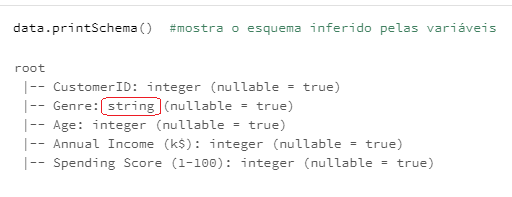 data.printSchema()  #mostra o esquema inferido pelas variáveis
root
|-- CustomerID: integer (nullable = true)
|-- Genre: string (nullable = true)
|-- Age: integer (nullable = true)
|-- Annual Income (k$): integer (nullable = true)
|-- Spending Score (1-100): integer (nullable = true)